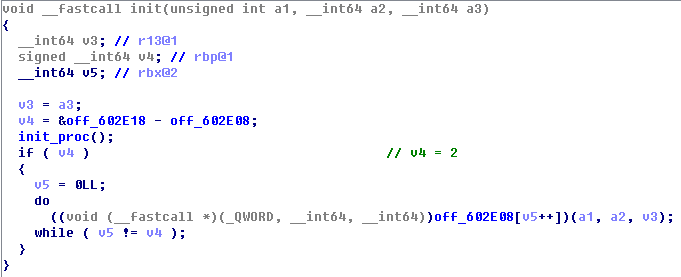 void __fastcall init(unsigned int a1, __int64 a2, __int64 a3)
{
  __int64 v3; // r13@1
  signed __int64 v4; // rbp@1
  __int64 v5; // rbx@2

  v3 = a3;
  v4 = &off_602E18 - off_602E08;
  init_proc();
  if ( v4 )                                     // v4 = 2
  {
    v5 = 0LL;
    do
      ((void (__fastcall *)(_QWORD, __int64, __int64))off_602E08[v5++])(a1, a2, v3);
    while ( v5 != v4 );
  }
}